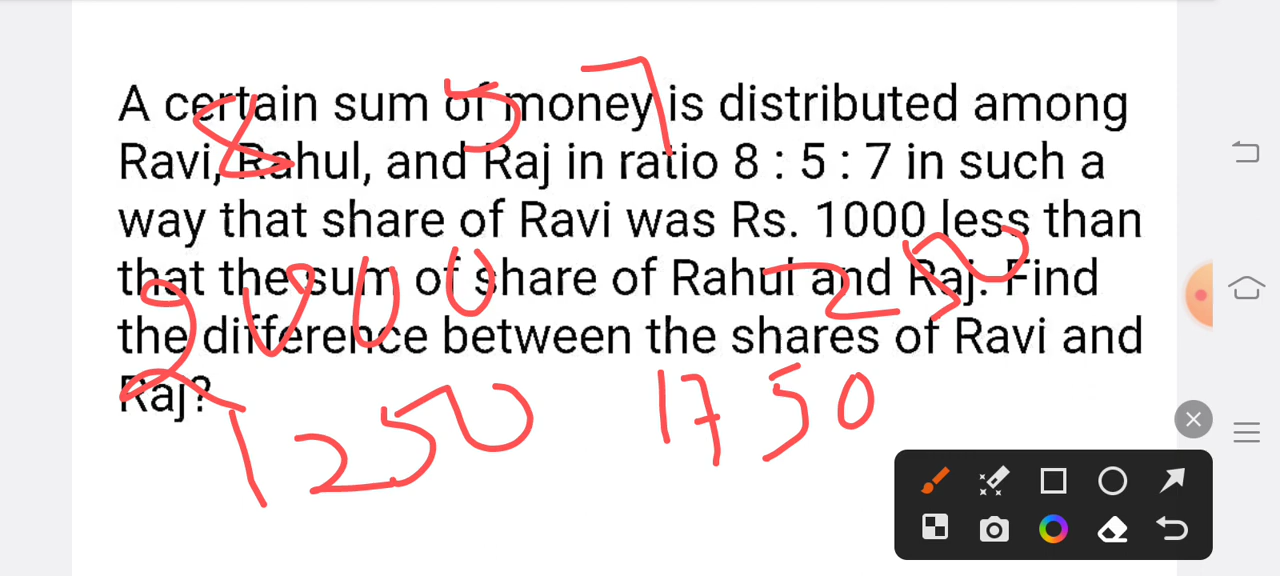 8 5 7
A certain sum of money is distributed among
Ravi, Rahul, and Raj in ratio 8 : 5 : 7 in such a
way that share of Ravi was Rs. 1000 less than
that the sum of share of Rahul and Raj. Find
2000 250
the difference between the shares of Ravi and
Raj?
1250 1750